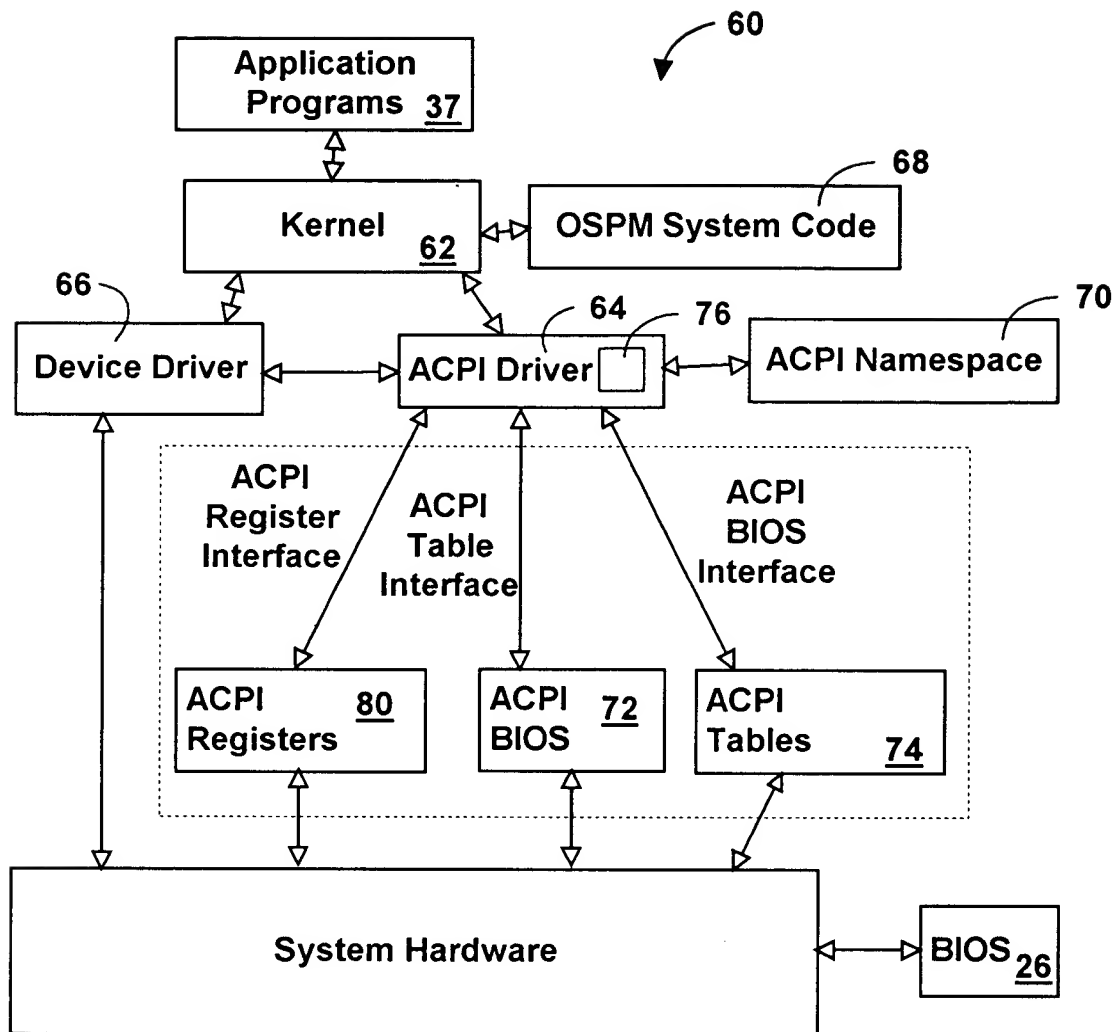 60
Application
Programs 37
68
Kernel 62
OSPM System Code
66
64
76
70
Device Driver
ACPI Driver
ACPI Namespace
ACPI
Register
Interface
ACPI
Table
Interface
ACPI
BIOS
Interface
ACPI 80
Registers
ACPI 72
BIOS
ACPI
Tables 74
System Hardware
BIOS 26